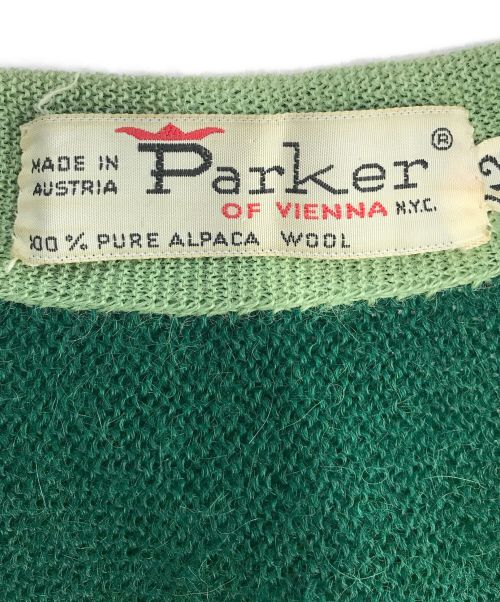 MADE IN
AUSTRIA
Parker®
OF VIENNA N.Y.C.
100 % PURE ALPACA WOOL